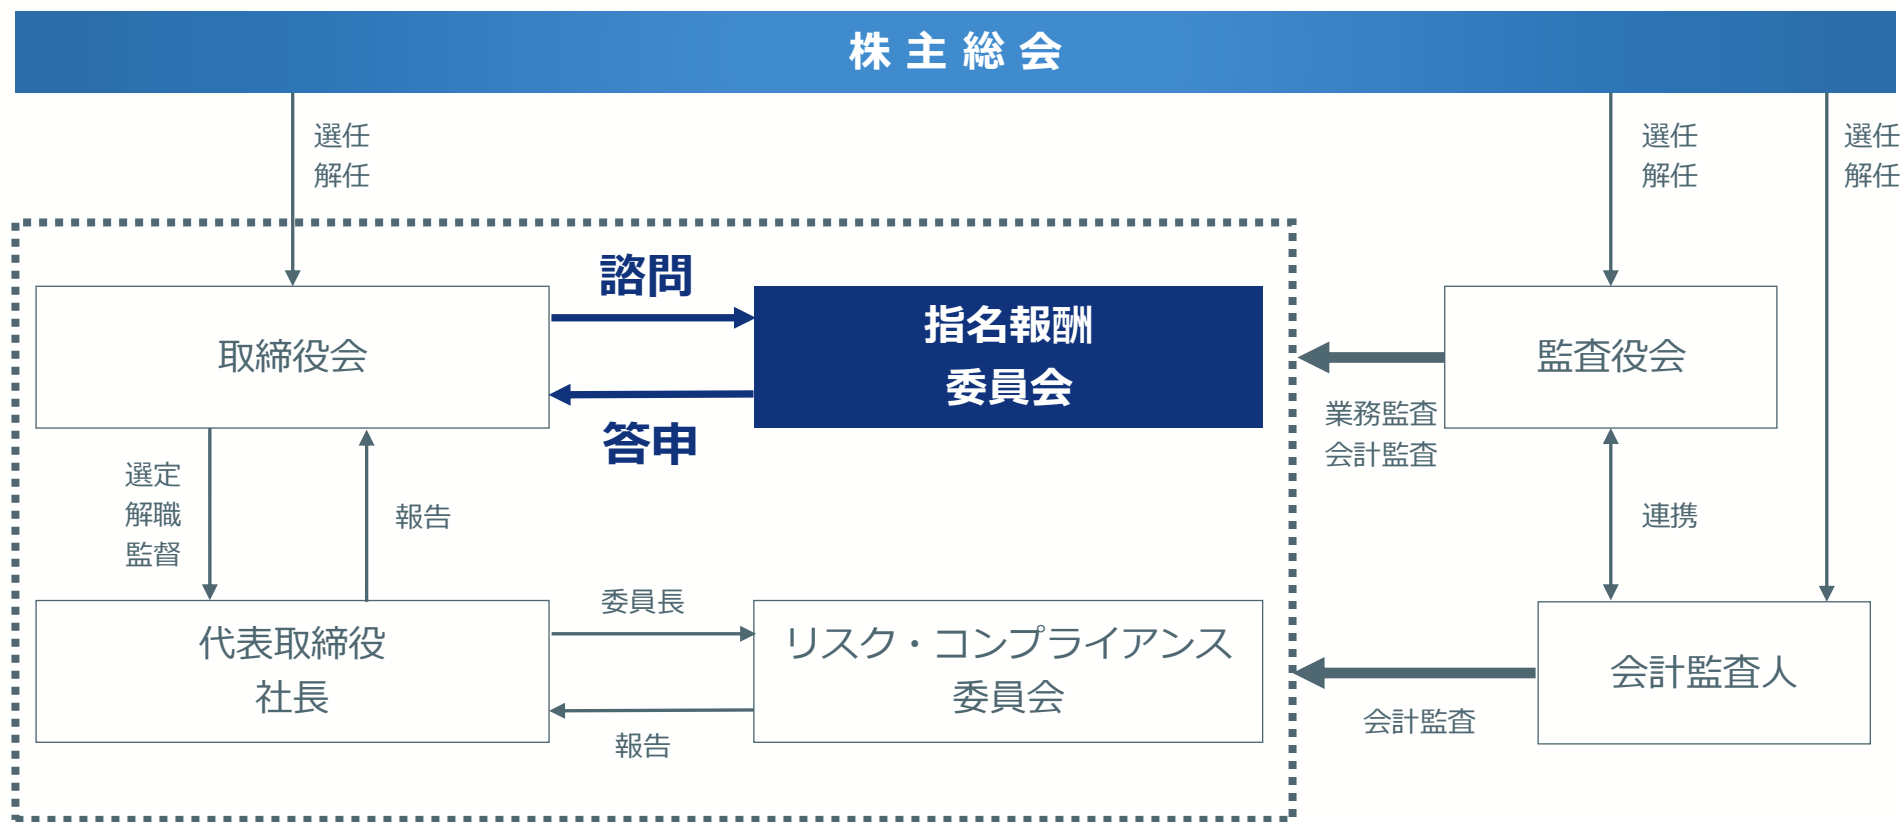 株主総会
選任
解任
選任
解任
選任
解任
諮問
取締役会
指名報酬
委員会
答申
監査役会
業務監査
会計監査
選定
解職
監督
報告
連携
代表取締役
社長
委員長
報告
リスク・コンプライアンス
委員会
会計監査人
会計監査